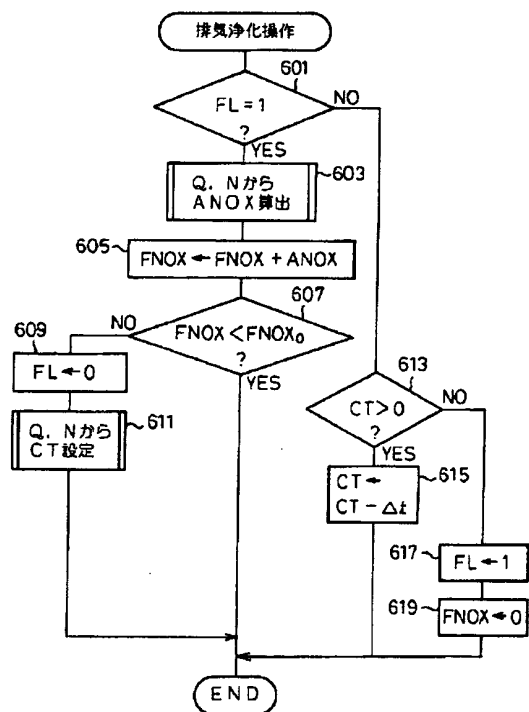 排気浄化操作
601
FL=1
?
NO
YES
603
Q, Nから
ANOX算出
605
FNOX←FNOX+ANOX
607
FNOX<FNOX₀
?
NO
YES
609
FL←0
611
Q, Nから
CT設定
613
CT>0
?
NO
YES
615
CT←
CT-Δt
617
FL←1
619
FNOX←0
END